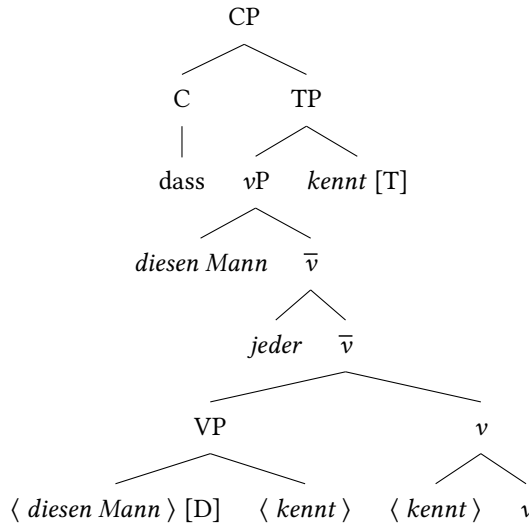 CP
C TP
dass vP kennt [T]
diesen Mann v̅
jeder v̅
VP v
⟨ diesen Mann ⟩ [D] ⟨ kennt ⟩ ⟨ kennt ⟩ v